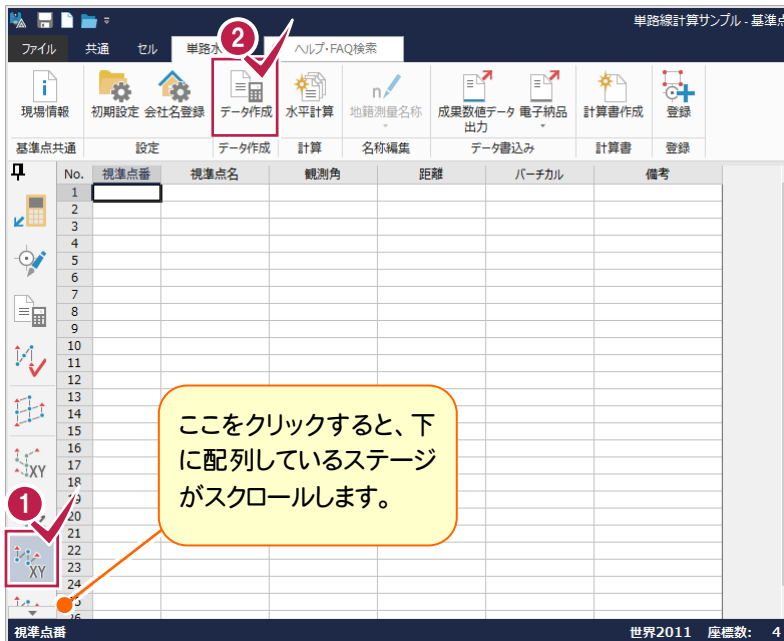 単路線計算サンプル - 基準点
ファイル 共通 セル 単路水 ヘルプ・FAQ検索
2
現場情報 初期設定 会社名登録 データ作成 水平計算 地籍測量名称 成果数値データ出力 電子納品 計算書作成 登録
基準点共通 設定 データ作成 計算 名称編集 データ書込み 計算書 登録
No. 視準点番 視準点名 観測角 距離 バーチカル 備考
1
2
3
4
5
6
7
8
9
10
11
12
13
14
15
16
17
18
19
20
21
22
23
24
26
XY
1
XY
ここをクリックすると、下
に配列しているステージ
がスクロールします。
視準点番 世界2011 座標数: 4